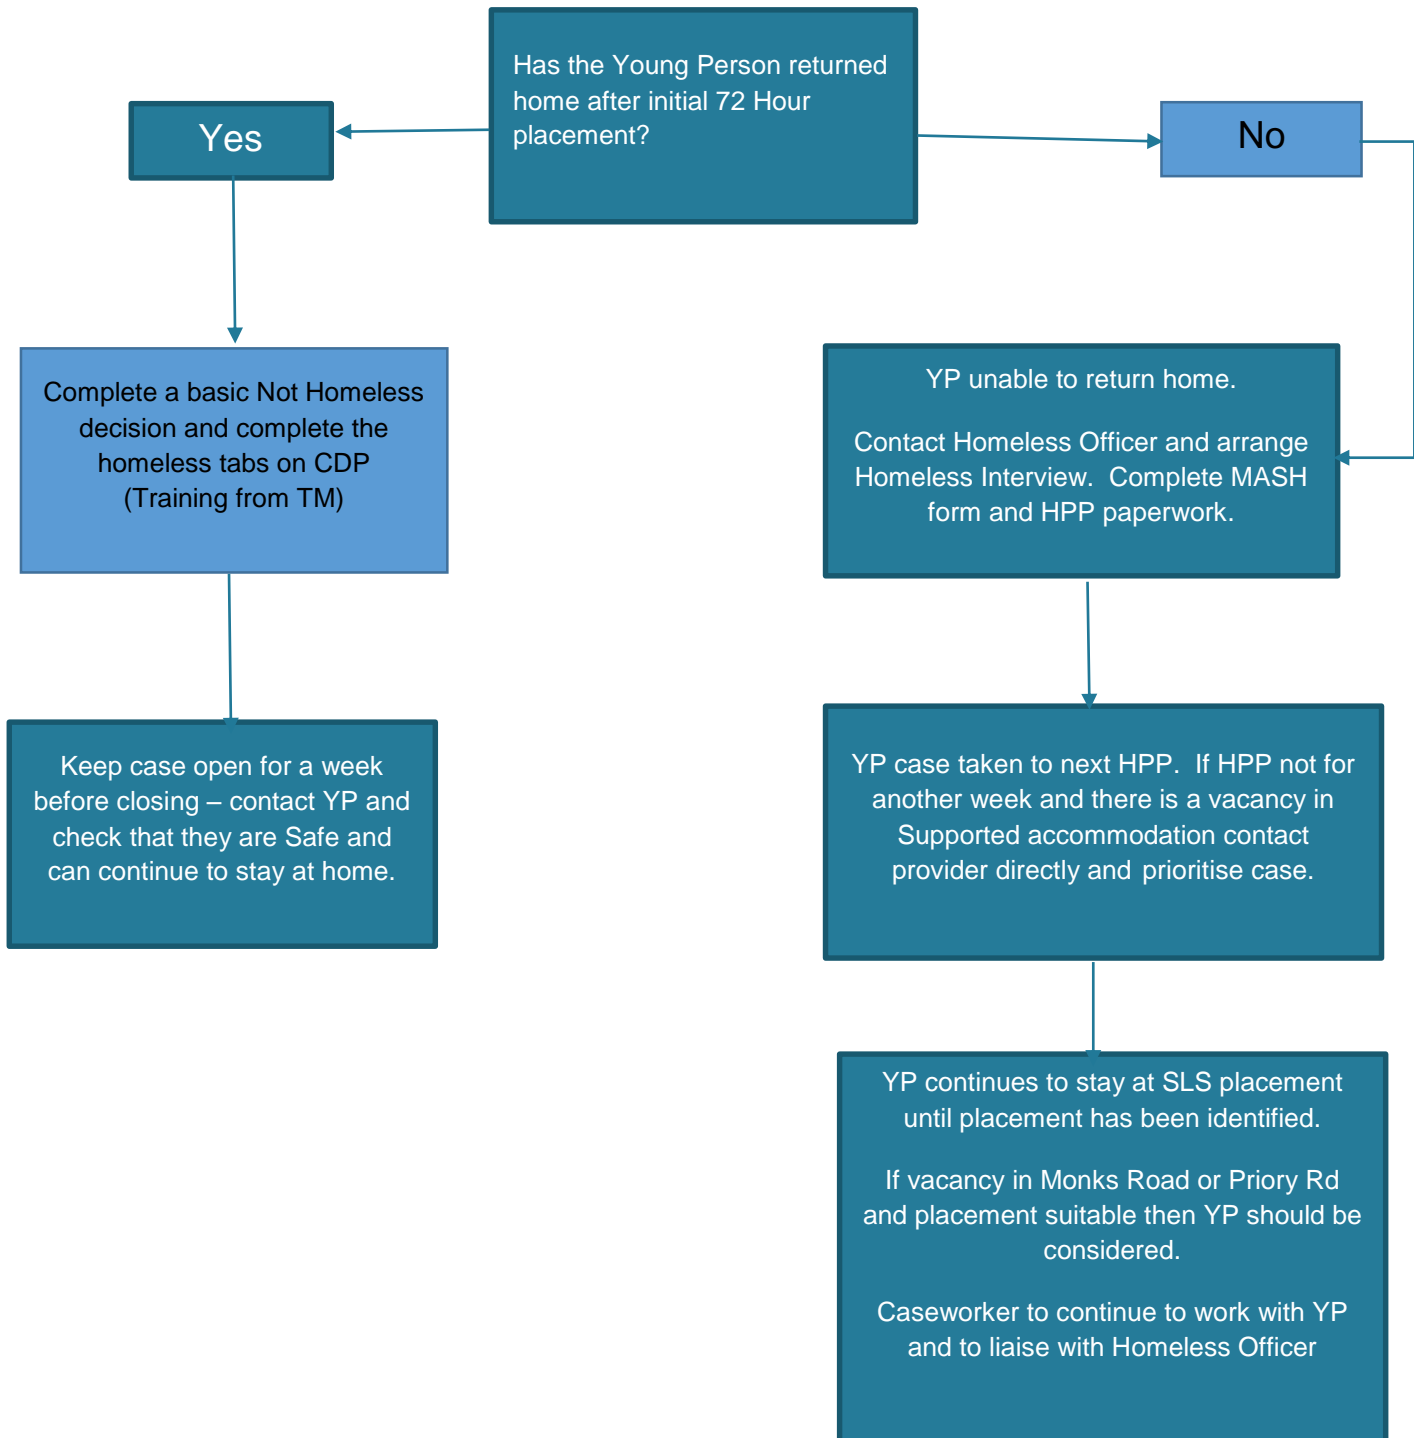 Has the Young Person returned
home after initial 72 Hour
placement?
Yes
No
Complete a basic Not Homeless
decision and complete the
homeless tabs on CDP
(Training from TM)
Keep case open for a week
before closing – contact YP and
check that they are Safe and
can continue to stay at home.
YP unable to return home.
Contact Homeless Officer and arrange
Homeless Interview.  Complete MASH
form and HPP paperwork.
YP case taken to next HPP.  If HPP not for
another week and there is a vacancy in
Supported accommodation contact
provider directly and prioritise case.
YP continues to stay at SLS placement
until placement has been identified.
If vacancy in Monks Road or Priory Rd
and placement suitable then YP should be
considered.
Caseworker to continue to work with YP
and to liaise with Homeless Officer